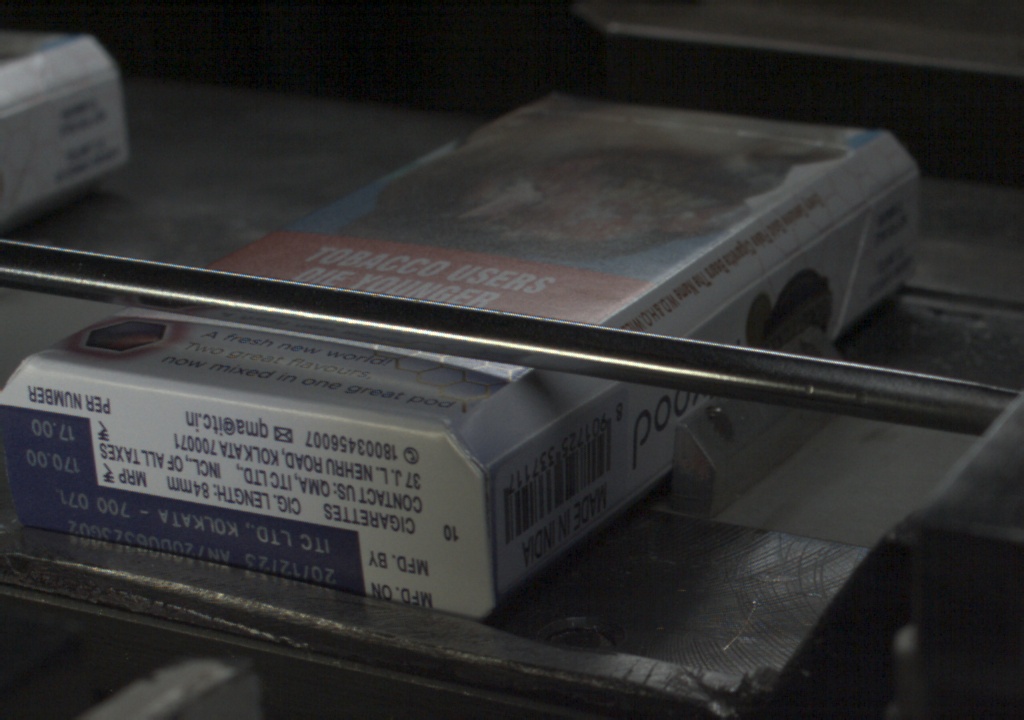 TOBACCO USERS
DIE YOUNGER
A fresh new world!
Two great flavours,
now mixed in one great pod
MFD. ON
20/12/23
MFD. BY
ITC LTD., KOLKATA - 700 071.
10
CIGARETTES
CIG. LENGTH: 84mm
MRP ₹
170.00
CONTACT US: QMA, ITC LTD,
INCL. OF ALL TAXES
37 J.L. NEHRU ROAD, KOLKATA 700071
₹ 17.00
✆ 18003456007 ✉ qma@itc.in
PER NUMBER
MADE IN INDIA